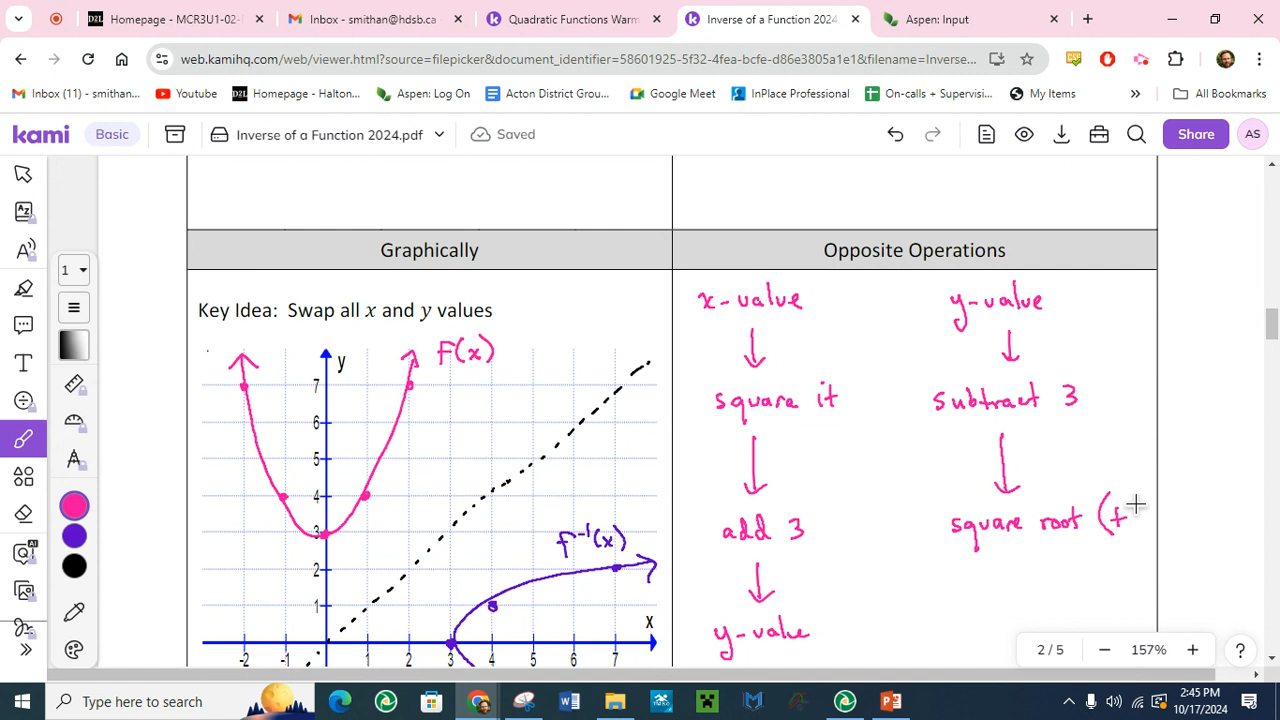 Homepage - MCR3U1-02-
Inbox - smithan@hdsb.ca -
Quadratic Functions Warm
Inverse of a Function 2024.
Aspen: Input
web.kamihq.com/web/viewer.html?source=filepicker&document_identifier=58601925-5f32-4fea-bcfe-d86e3805a1e1&filename=Inverse...
Inbox (11) - smithan...
Youtube
Homepage - Halton...
Aspen: Log On
Acton District Grou...
Google Meet
InPlace Professional
On-calls + Supervisi...
My Items
All Bookmarks
kami
Basic
Inverse of a Function 2024.pdf
Saved
Share
AS
Graphically
Opposite Operations
Key Idea: Swap all x and y values
x-value
y-value
f(x)
y
square it
subtract 3
7
6
5
4
3
2
1
f⁻¹(x)
add 3
square root (t
x
y-value
-2 -1 1 2 3 4 5 6 7
1
2/5
157%
Type here to search
2:45 PM
10/17/2024